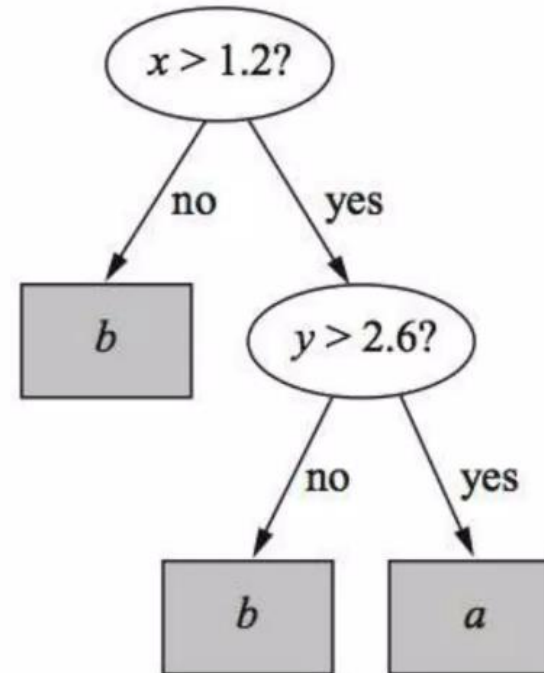 x > 1.2?
no
yes
b
y > 2.6?
no
yes
b
a